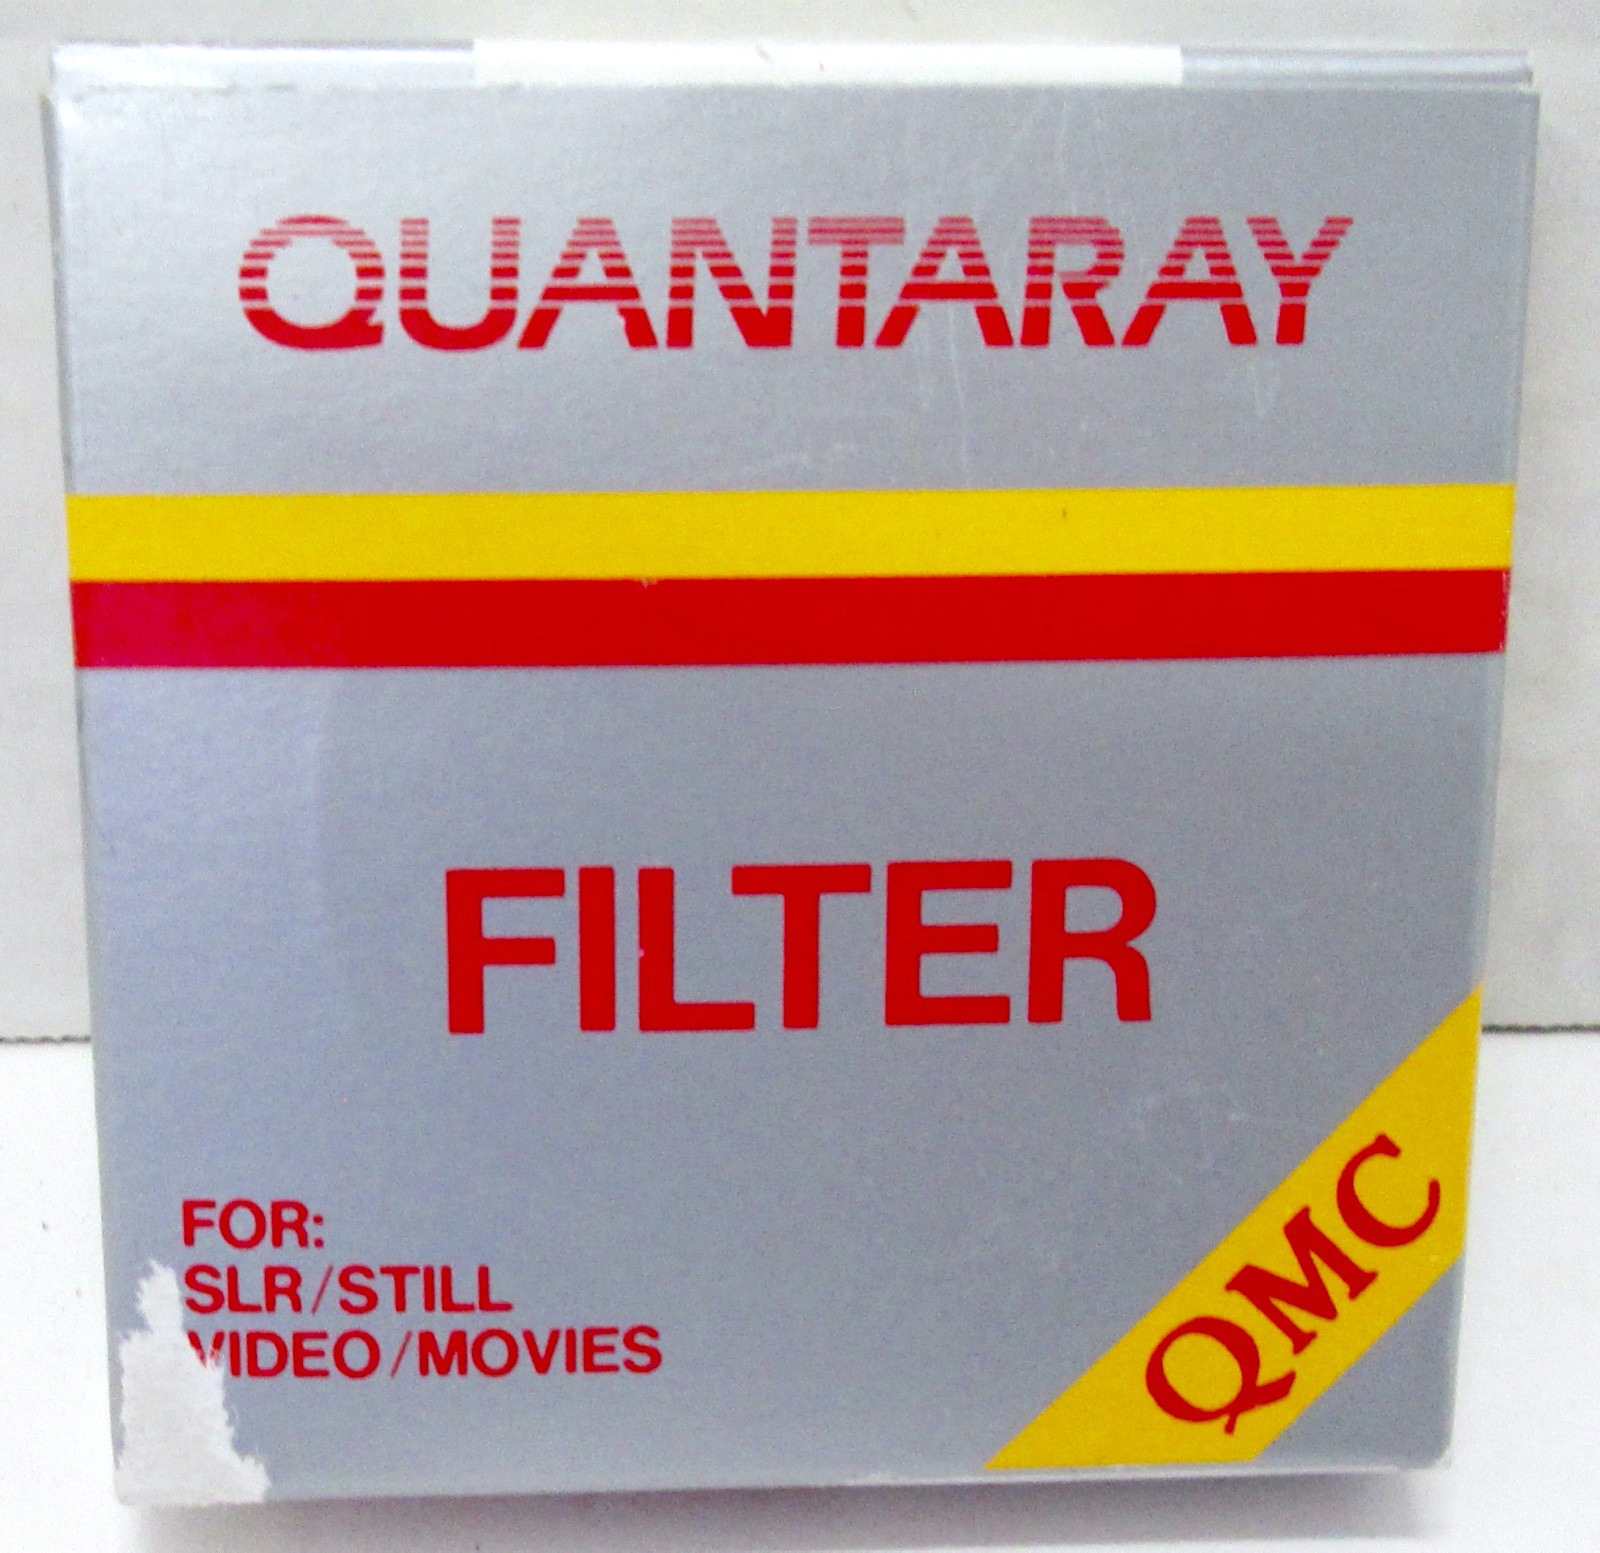 QUANTARAY
FILTER
FOR:
SLR/STILL
VIDEO/MOVIES
QMC